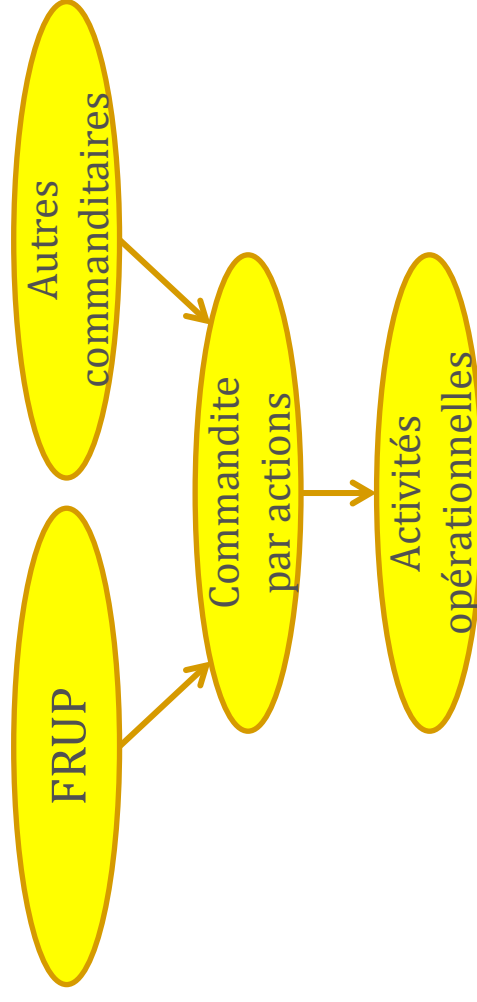 FRUP
Autres
commanditaires
Commandite
par actions
Activités
opérationnelles